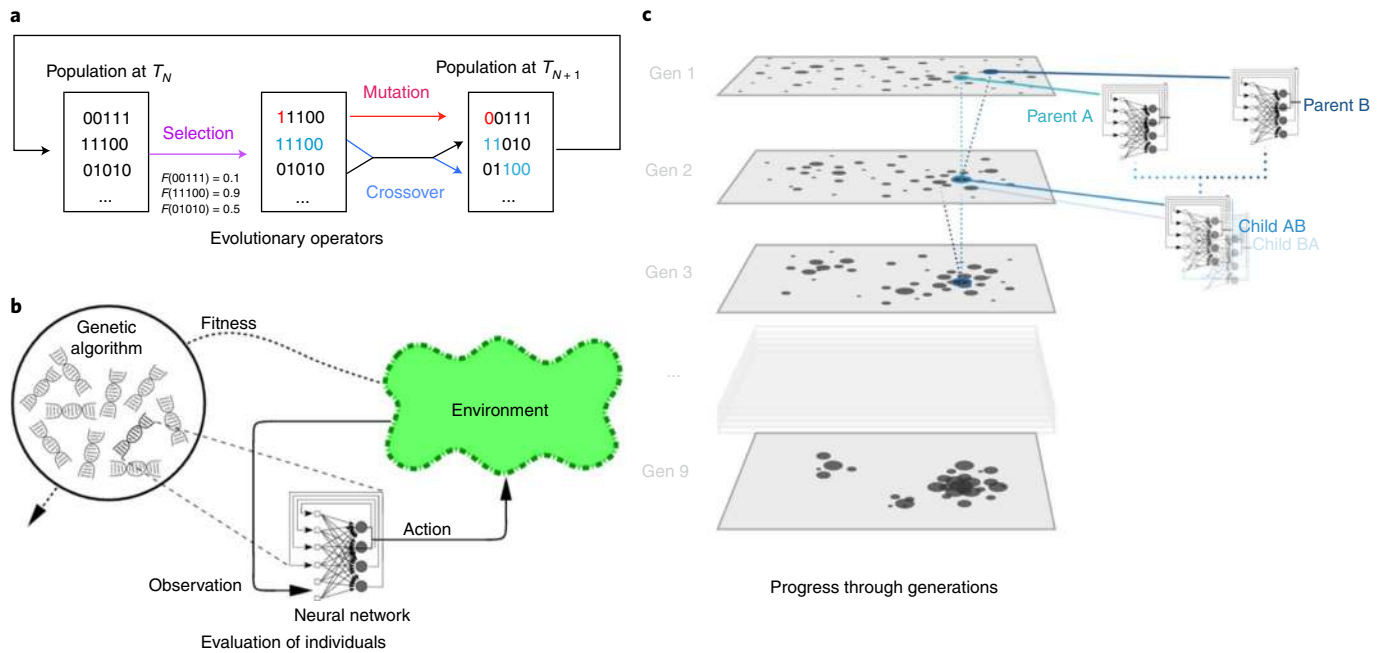 a
Population at T_N
00111
11100
01010
...
Selection
F(00111) = 0.1
F(11100) = 0.9
F(01010) = 0.5
11100
11100
01010
...
Mutation
Crossover
Population at T_{N + 1}
00111
11010
01100
...
Evolutionary operators
b
Genetic
algorithm
Fitness
Environment
Action
Observation
Neural network
Evaluation of individuals
c
Gen 1
Parent A
Parent B
Gen 2
Child AB
Child BA
Gen 3
...
Gen 9
Progress through generations